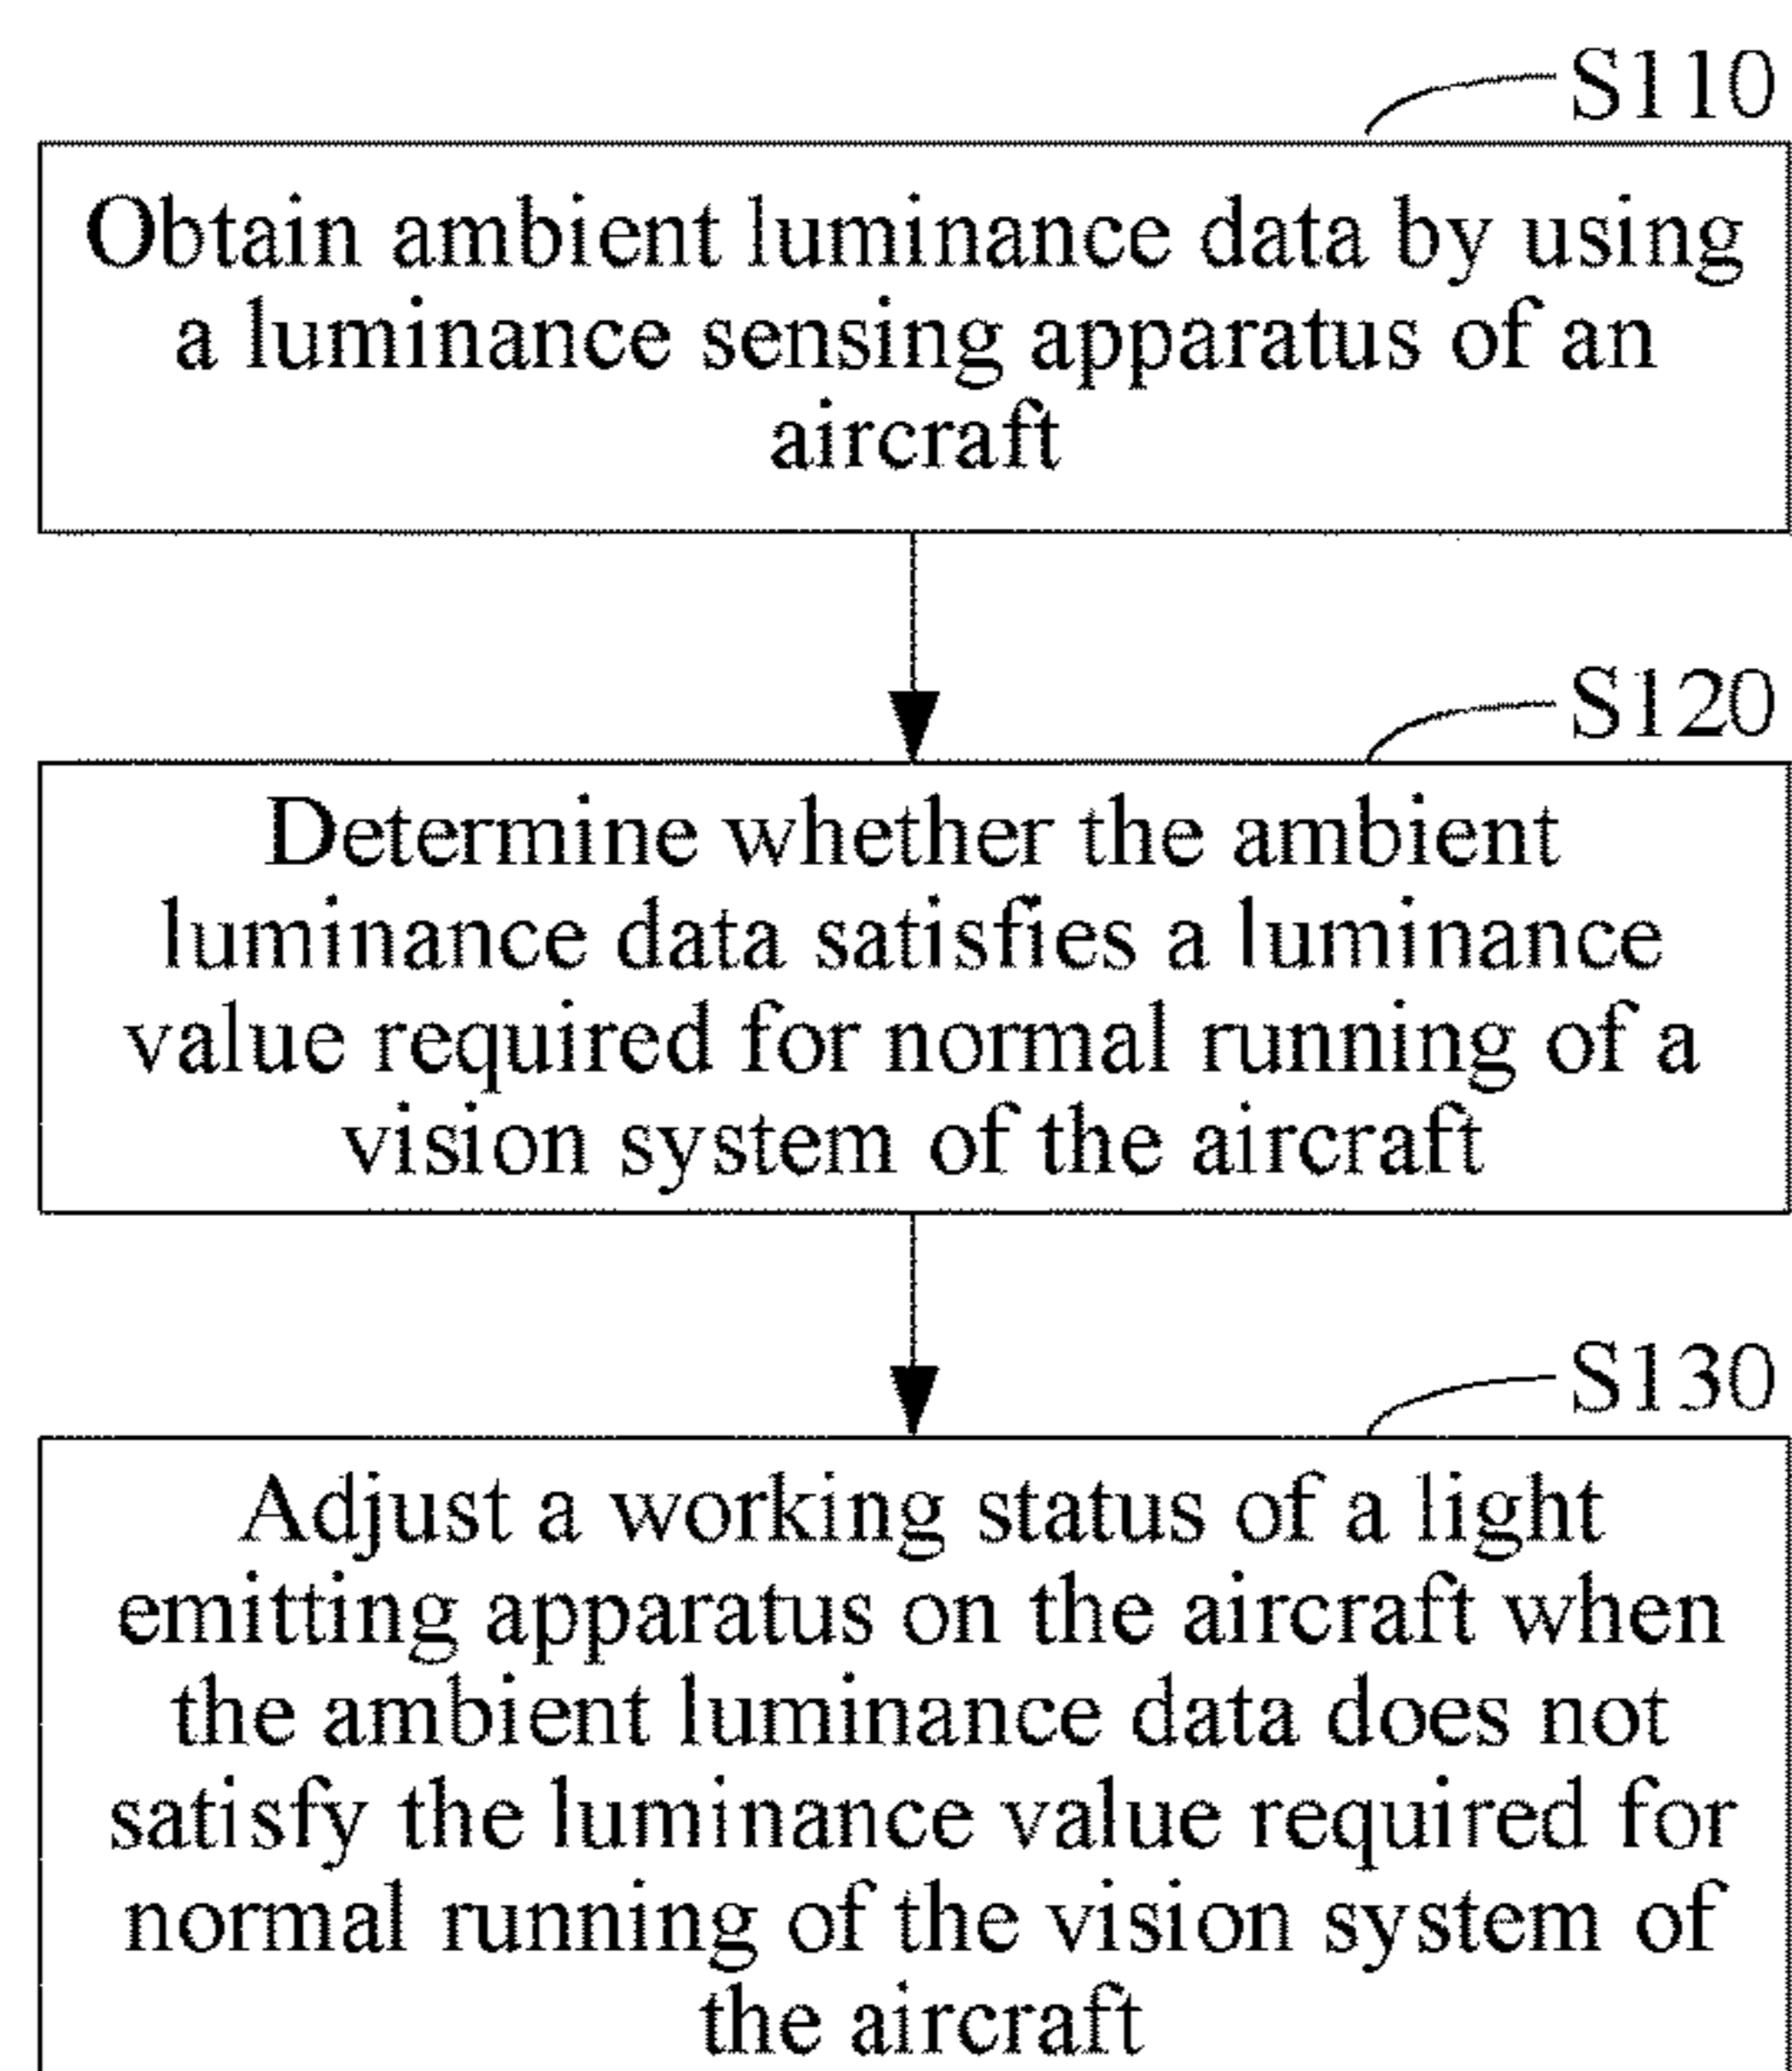 S110
Obtain ambient luminance data by using
a luminance sensing apparatus of an
aircraft
S120
Determine whether the ambient
luminance data satisfies a luminance
value required for normal running of a
vision system of the aircraft
S130
Adjust a working status of a light
emitting apparatus on the aircraft when
the ambient luminance data does not
satisfy the luminance value required for
normal running of the vision system of
the aircraft